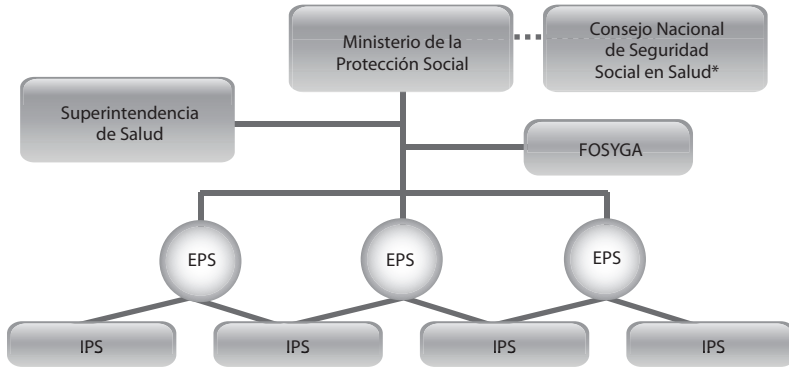 Ministerio de la
Protección Social
Consejo Nacional
de Seguridad
Social en Salud*
Superintendencia
de Salud
FOSYGA
EPS
EPS
EPS
IPS
IPS
IPS
IPS